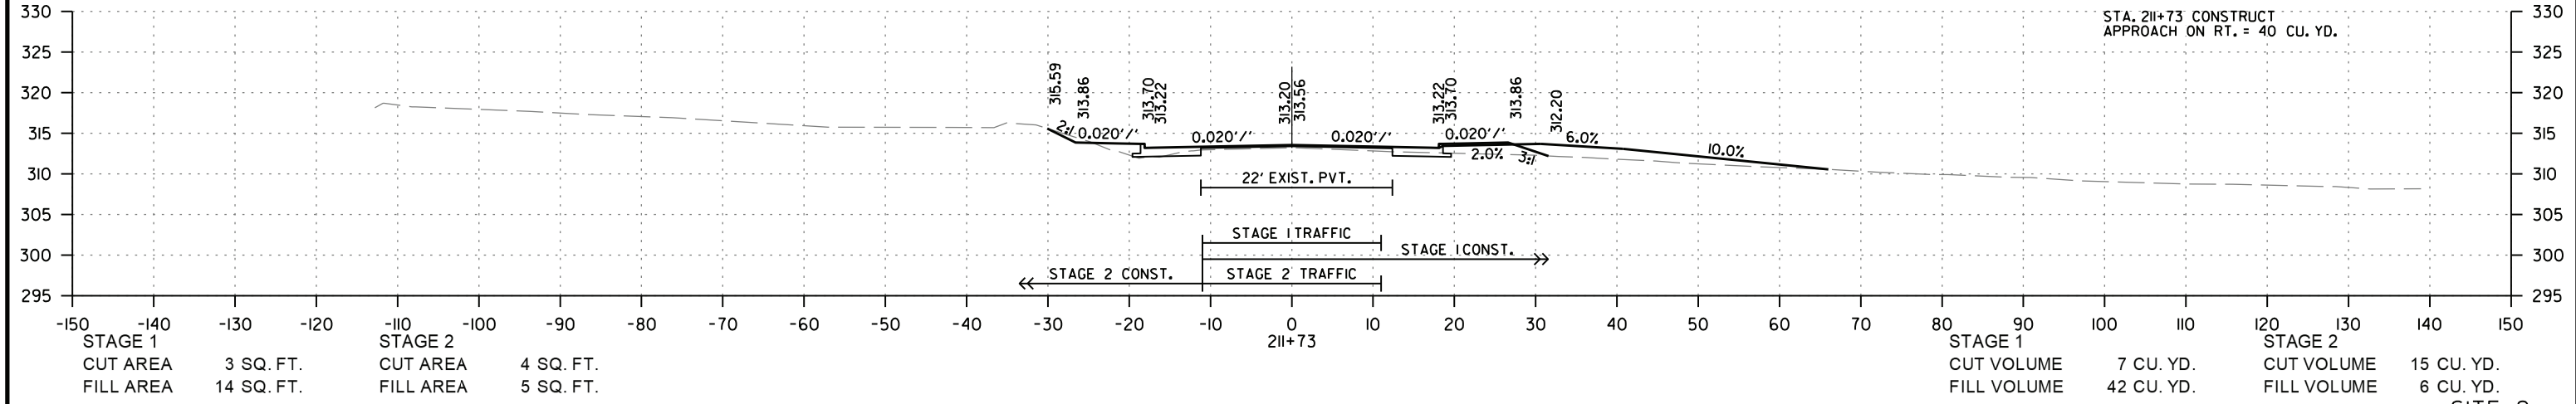 330
330
STA. 211+73 CONSTRUCT
APPROACH ON RT. = 40 CU. YD.
325
325
320
320
315.59
313.86
313.70
313.22
313.20
313.56
313.22
313.70
313.86
312.20
315
315
2:1
0.020'/'
0.020'/'
0.020'/'
0.020'/'
6.0%
2.0%
3:1
10.0%
310
310
22' EXIST. PVT.
305
305
STAGE 1 TRAFFIC
300
300
STAGE 1 CONST.
STAGE 2 CONST.
STAGE 2 TRAFFIC
295
295
-150 -140 -130 -120 -110 -100 -90 -80 -70 -60 -50 -40 -30 -20 -10 0 10 20 30 40 50 60 70 80 90 100 110 120 130 140 150
211+73
STAGE 1 STAGE 2
CUT AREA 3 SQ. FT. CUT AREA 4 SQ. FT.
FILL AREA 14 SQ. FT. FILL AREA 5 SQ. FT.
STAGE 1 STAGE 2
CUT VOLUME 7 CU. YD. CUT VOLUME 15 CU. YD.
FILL VOLUME 42 CU. YD. FILL VOLUME 6 CU. YD.